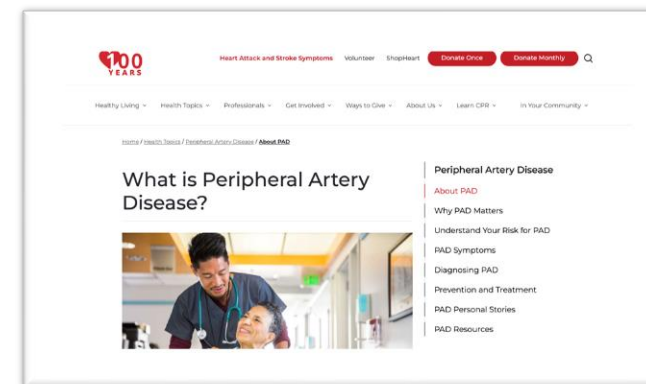 100
YEARS
Heart Attack and Stroke Symptoms Volunteer ShopHeart Donate Once Donate Monthly
Healthy Living Health Topics Professionals Get Involved Ways to Give About Us Learn CPR In Your Community
Home / Health Topics / Peripheral Artery Disease / About PAD
What is Peripheral Artery
Disease?
Peripheral Artery Disease
About PAD
Why PAD Matters
Understand Your Risk for PAD
PAD Symptoms
Diagnosing PAD
Prevention and Treatment
PAD Personal Stories
PAD Resources